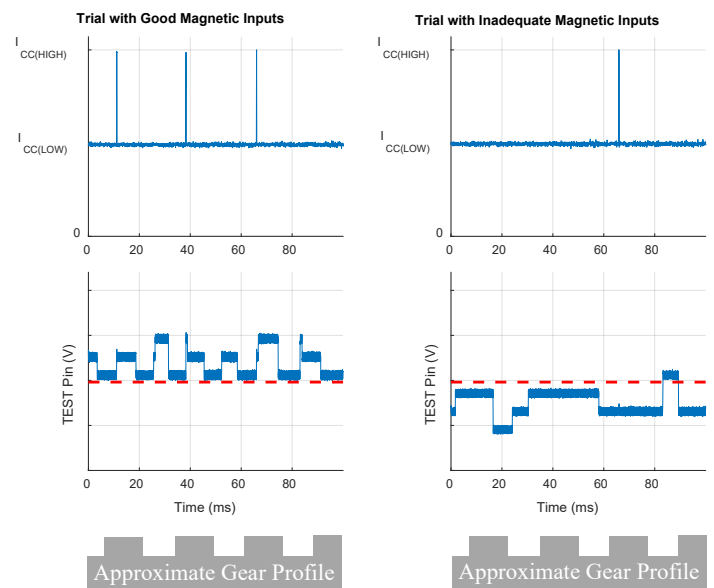 Trial with Good Magnetic Inputs
I CC(HIGH)
I CC(LOW)
0
0 20 40 60 80
TEST Pin (V)
0 20 40 60 80
Time (ms)
Approximate Gear Profile
Trial with Inadequate Magnetic Inputs
I CC(HIGH)
I CC(LOW)
0
0 20 40 60 80
TEST Pin (V)
0 20 40 60 80
Time (ms)
Approximate Gear Profile